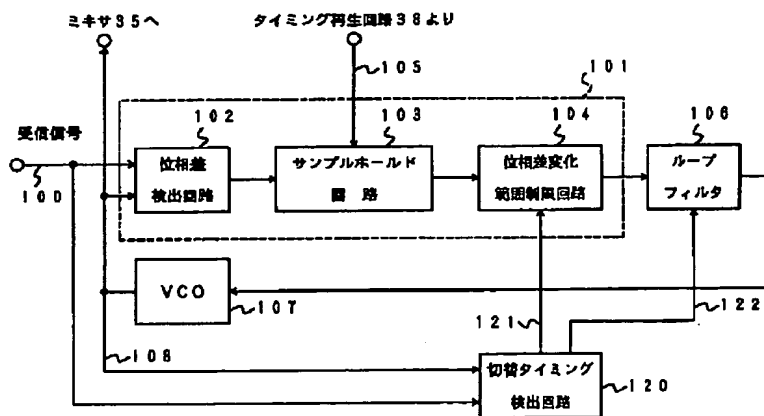 ミキサ35へ
タイミング再生回路38より
105
101
102
103
104
106
受信信号
100
位相差
検出回路
サンプルホールド
回路
位相差変化
範囲制限回路
ループ
フィルタ
VCO
107
121
122
108
切替タイミング
検出回路
120